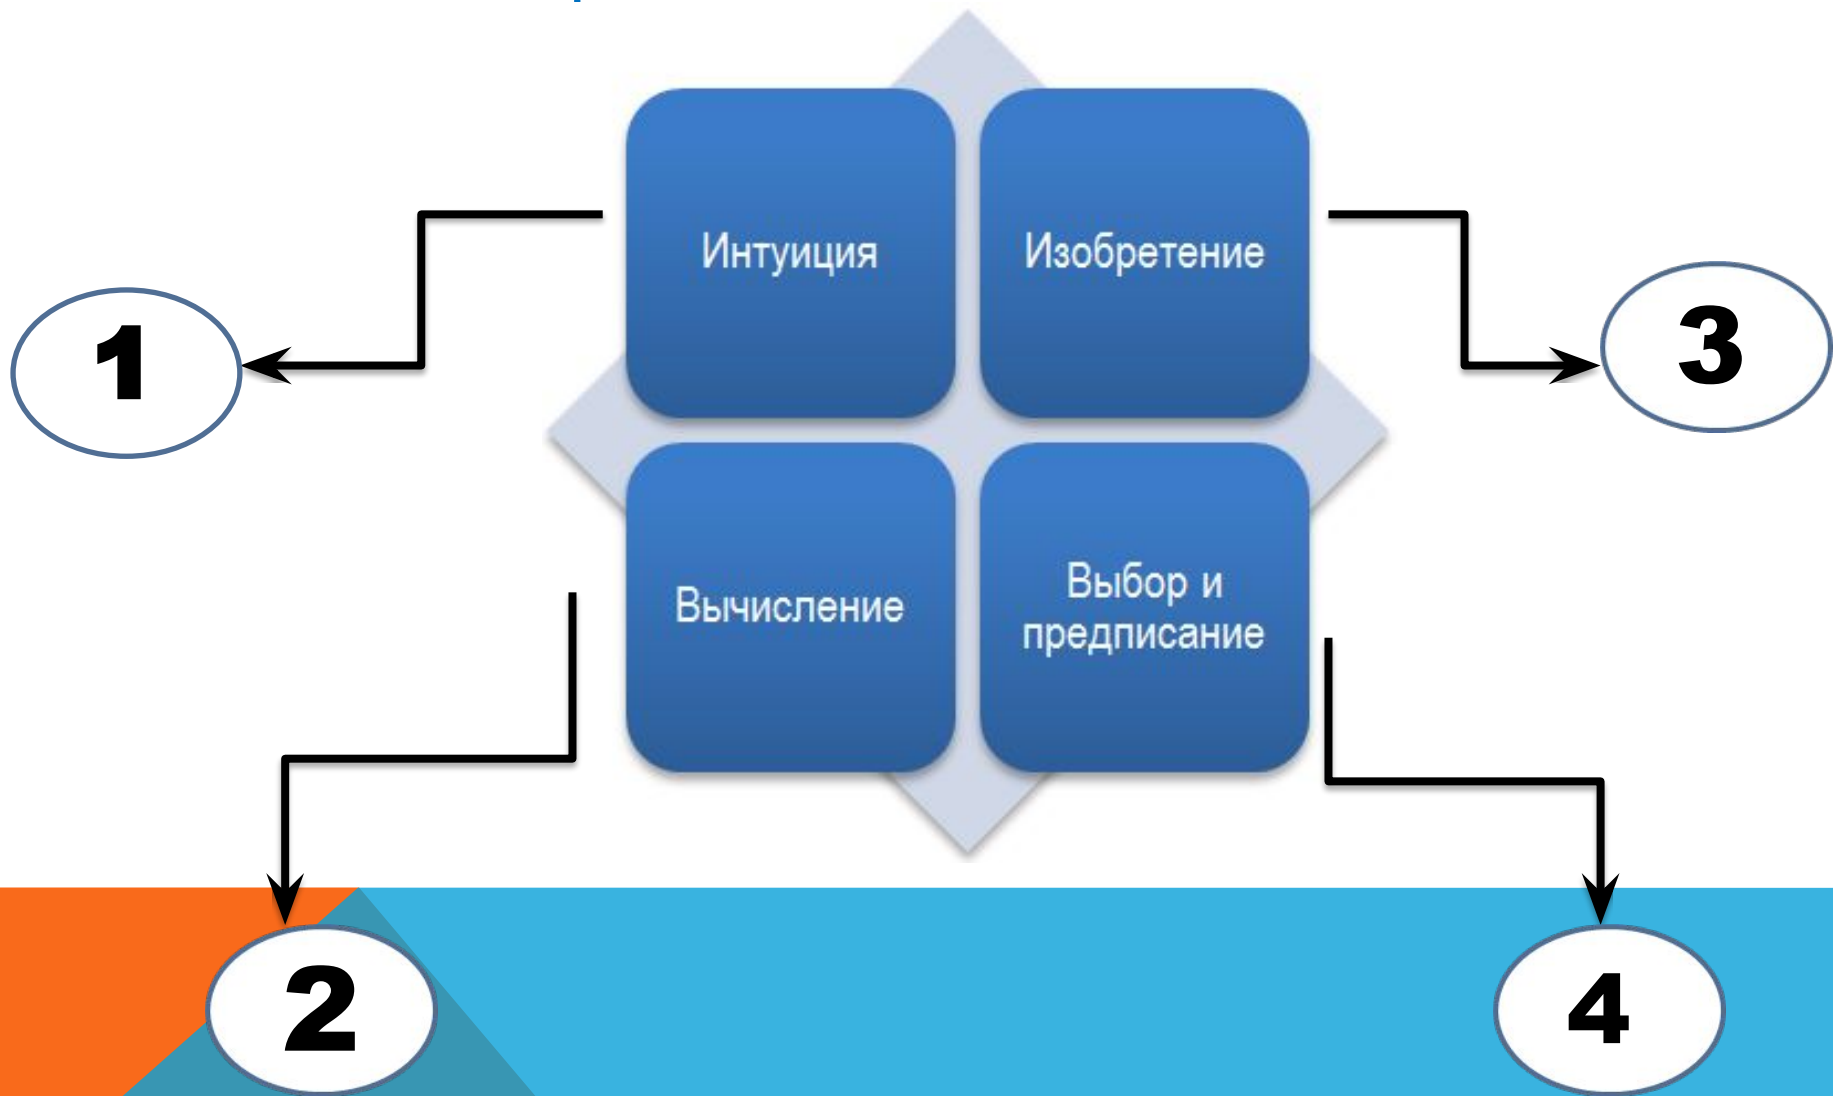 Интуиция
Изобретение
1
3
Вычисление
Выбор и
предписание
2
4